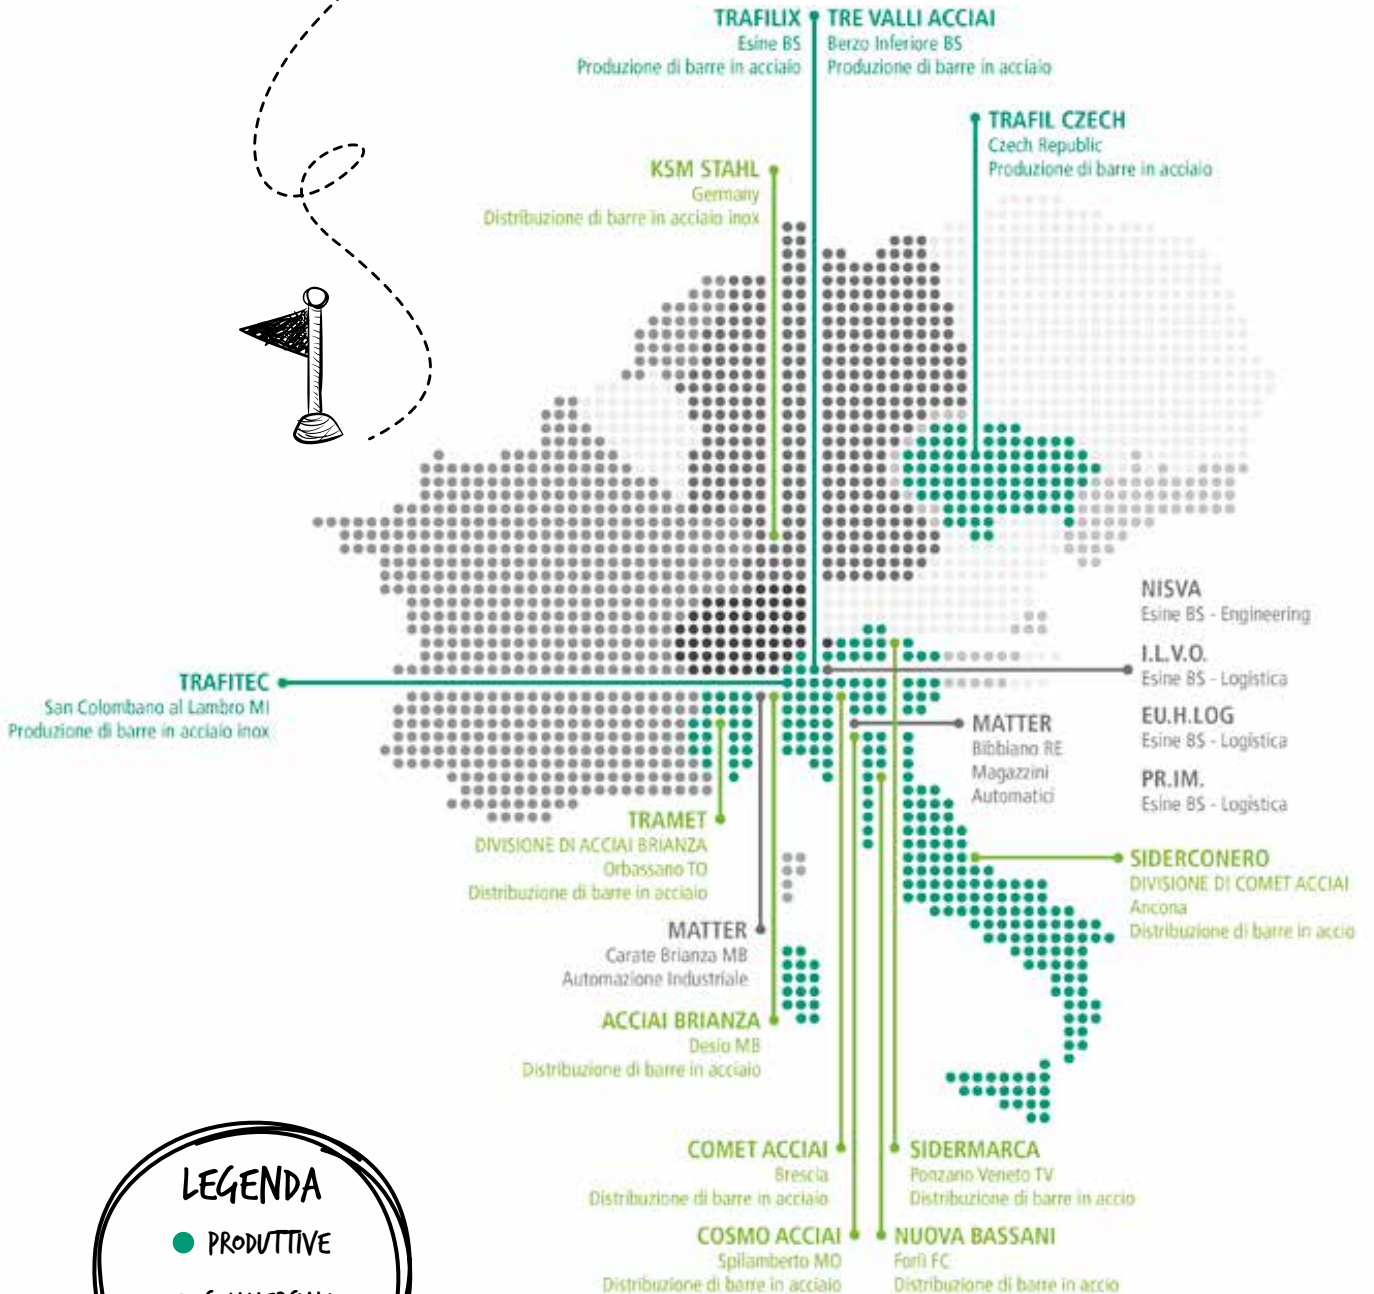 TRAFILIX
Esine BS
Produzione di barre in acciaio
TRE VALLI ACCIAI
Berzo Inferiore BS
Produzione di barre in acciaio
TRAFIL CZECH
Czech Republic
Produzione di barre in acciaio
KSM STAHL
Germany
Distribuzione di barre in acciaio inox
NISVA
Esine BS - Engineering
I.L.V.O.
Esine BS - Logistica
EU.H.LOG
Esine BS - Logistica
PR.IM.
Esine BS - Logistica
TRAFITEC
San Colombano al Lambro MI
Produzione di barre in acciaio inox
MATTER
Bibbiano RE
Magazzini
Automatici
TRAMET
DIVISIONE DI ACCIAI BRIANZA
Orbassano TO
Distribuzione di barre in acciaio
SIDERCONERO
DIVISIONE DI COMET ACCIAI
Ancona
Distribuzione di barre in accio
MATTER
Carate Brianza MB
Automazione Industriale
ACCIAI BRIANZA
Desio MB
Distribuzione di barre in acciaio
COMET ACCIAI
Brescia
Distribuzione di barre in acciaio
SIDERMARCA
Ponzano Veneto TV
Distribuzione di barre in accio
COSMO ACCIAI
Spilamberto MO
Distribuzione di barre in acciaio
NUOVA BASSANI
Forlì FC
Distribuzione di barre in accio
LEGENDA
PRODUTTIVE